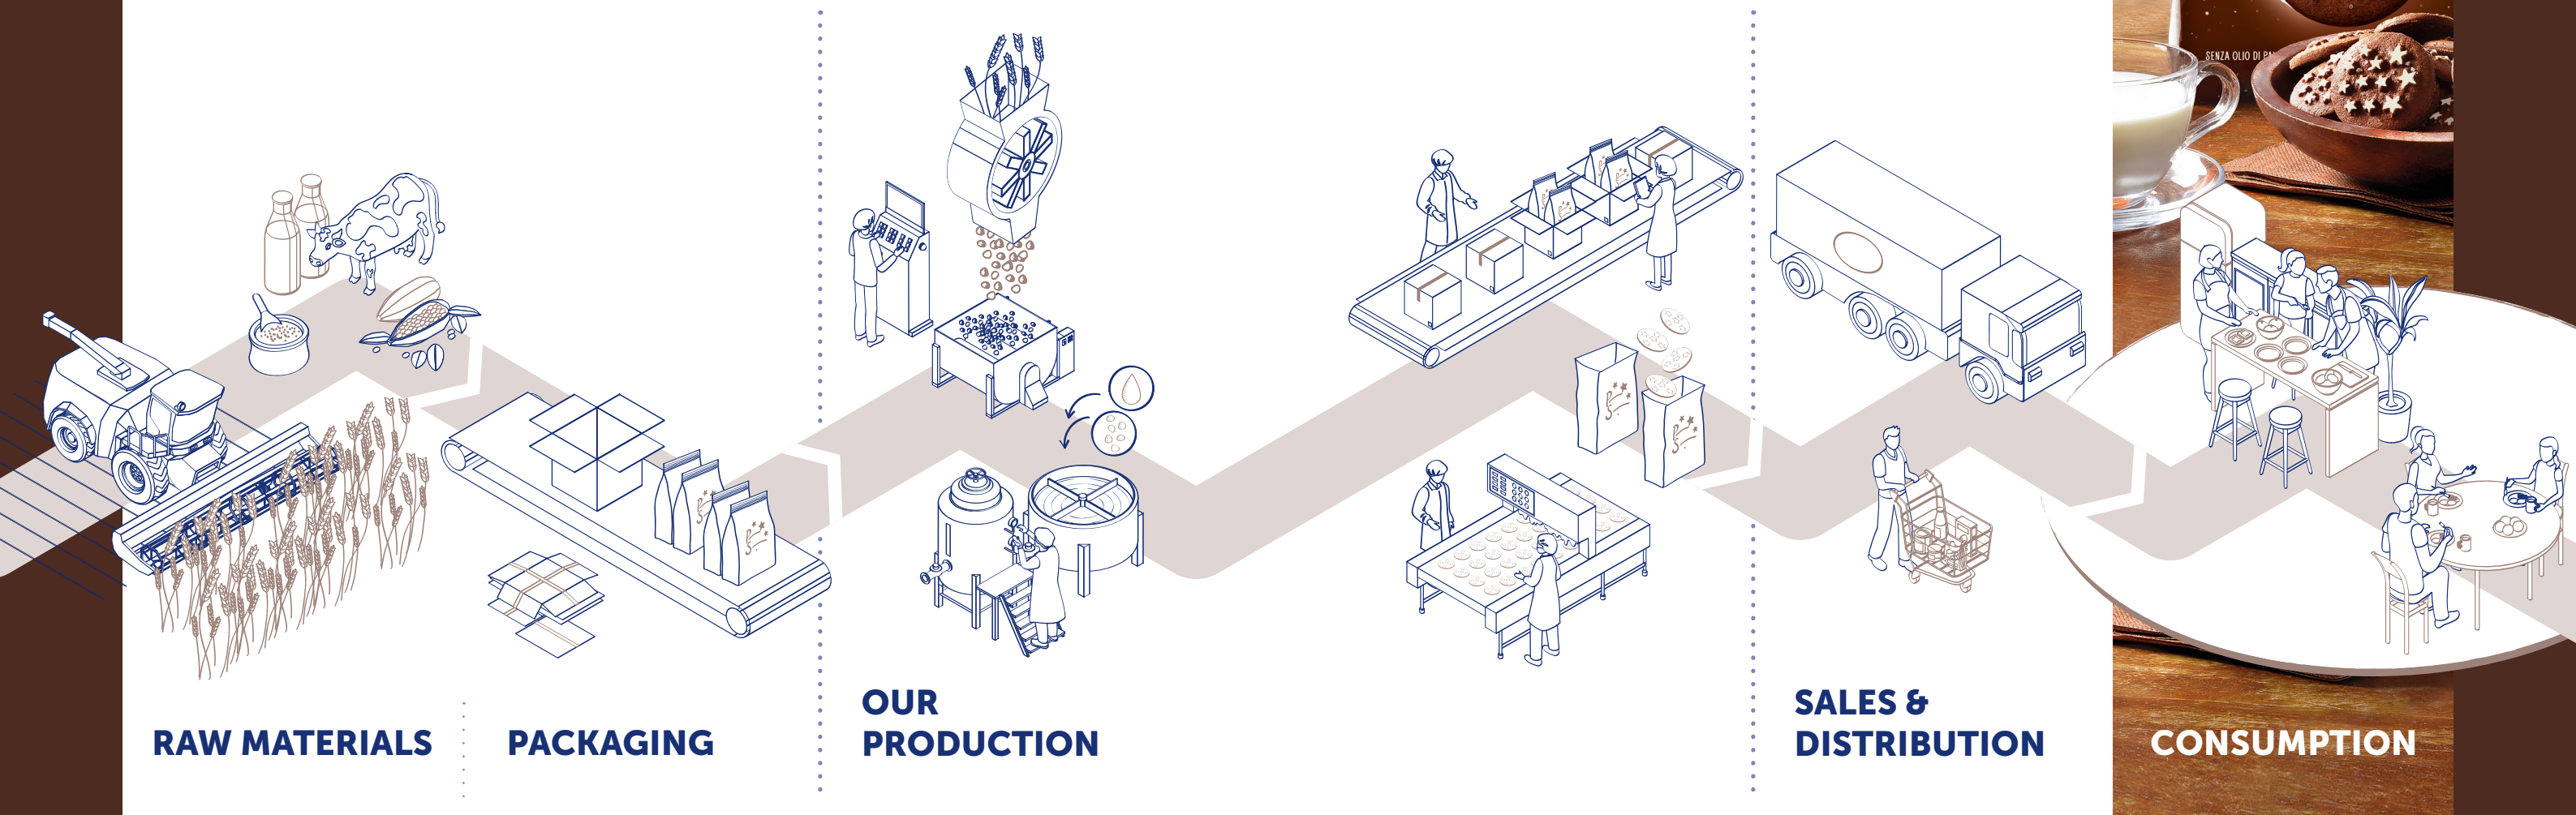 SENZA OLIO DI
RAW MATERIALS
PACKAGING
OUR
PRODUCTION
SALES &
DISTRIBUTION
CONSUMPTION